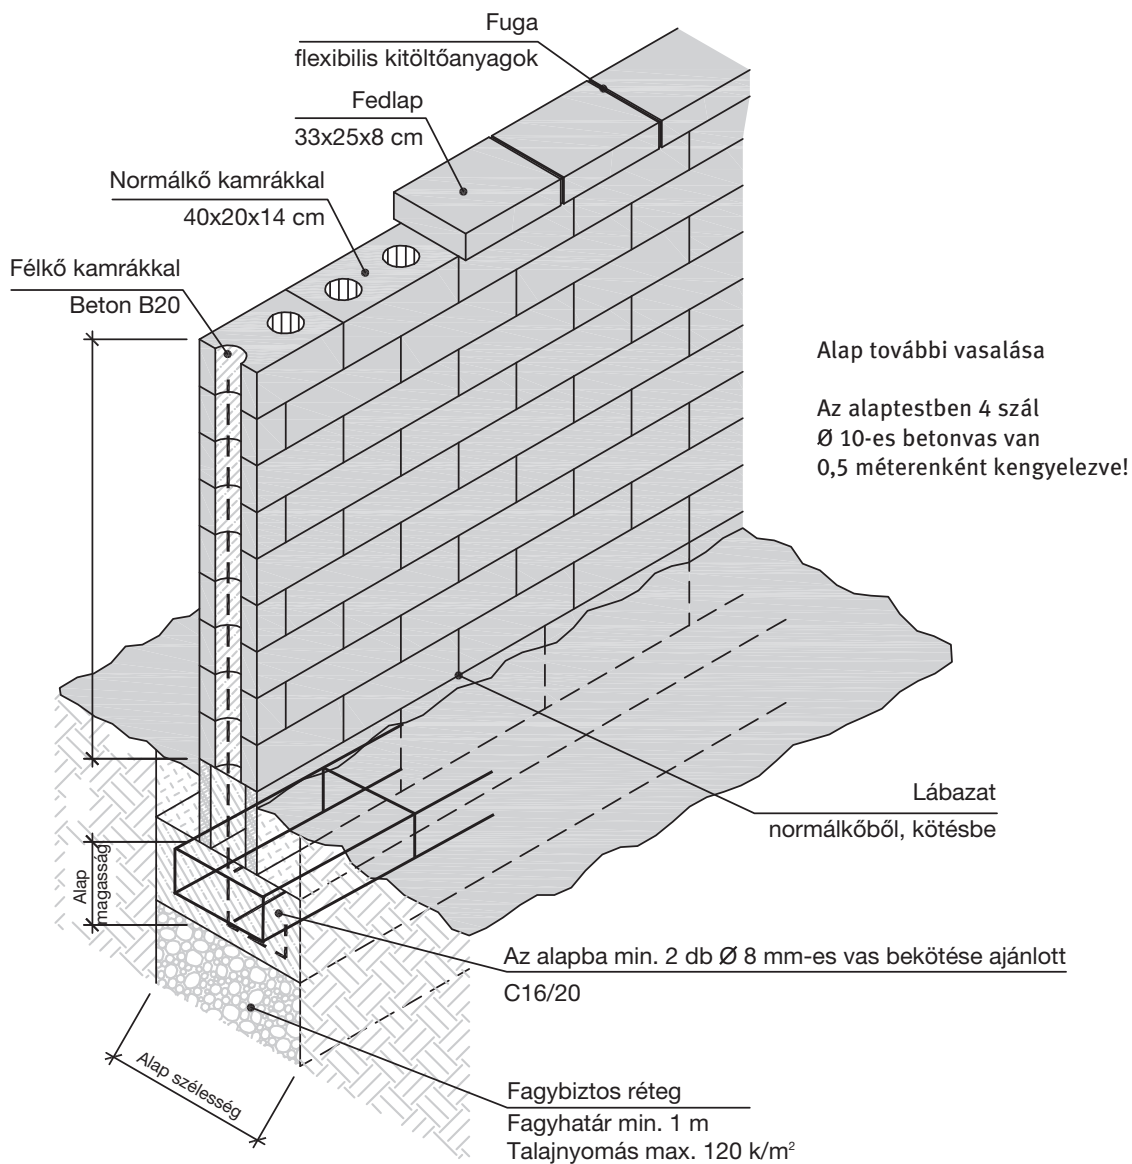 Fuga
flexibilis kitöltőanyagok
Fedlap
33x25x8 cm
Normálkő kamrákkal
40x20x14 cm
Félkő kamrákkal
Beton B20
Alap további vasalása
Az alaptestben 4 szál
Ø 10-es betonvas van
0,5 méterenként kengyelezve!
Lábazat
normálkőből, kötésbe
Alap
magasság
Az alapba min. 2 db Ø 8 mm-es vas bekötése ajánlott
C16/20
Alap szélesség
Fagybiztos réteg
Fagyhatár min. 1 m
Talajnyomás max. 120 k/m²